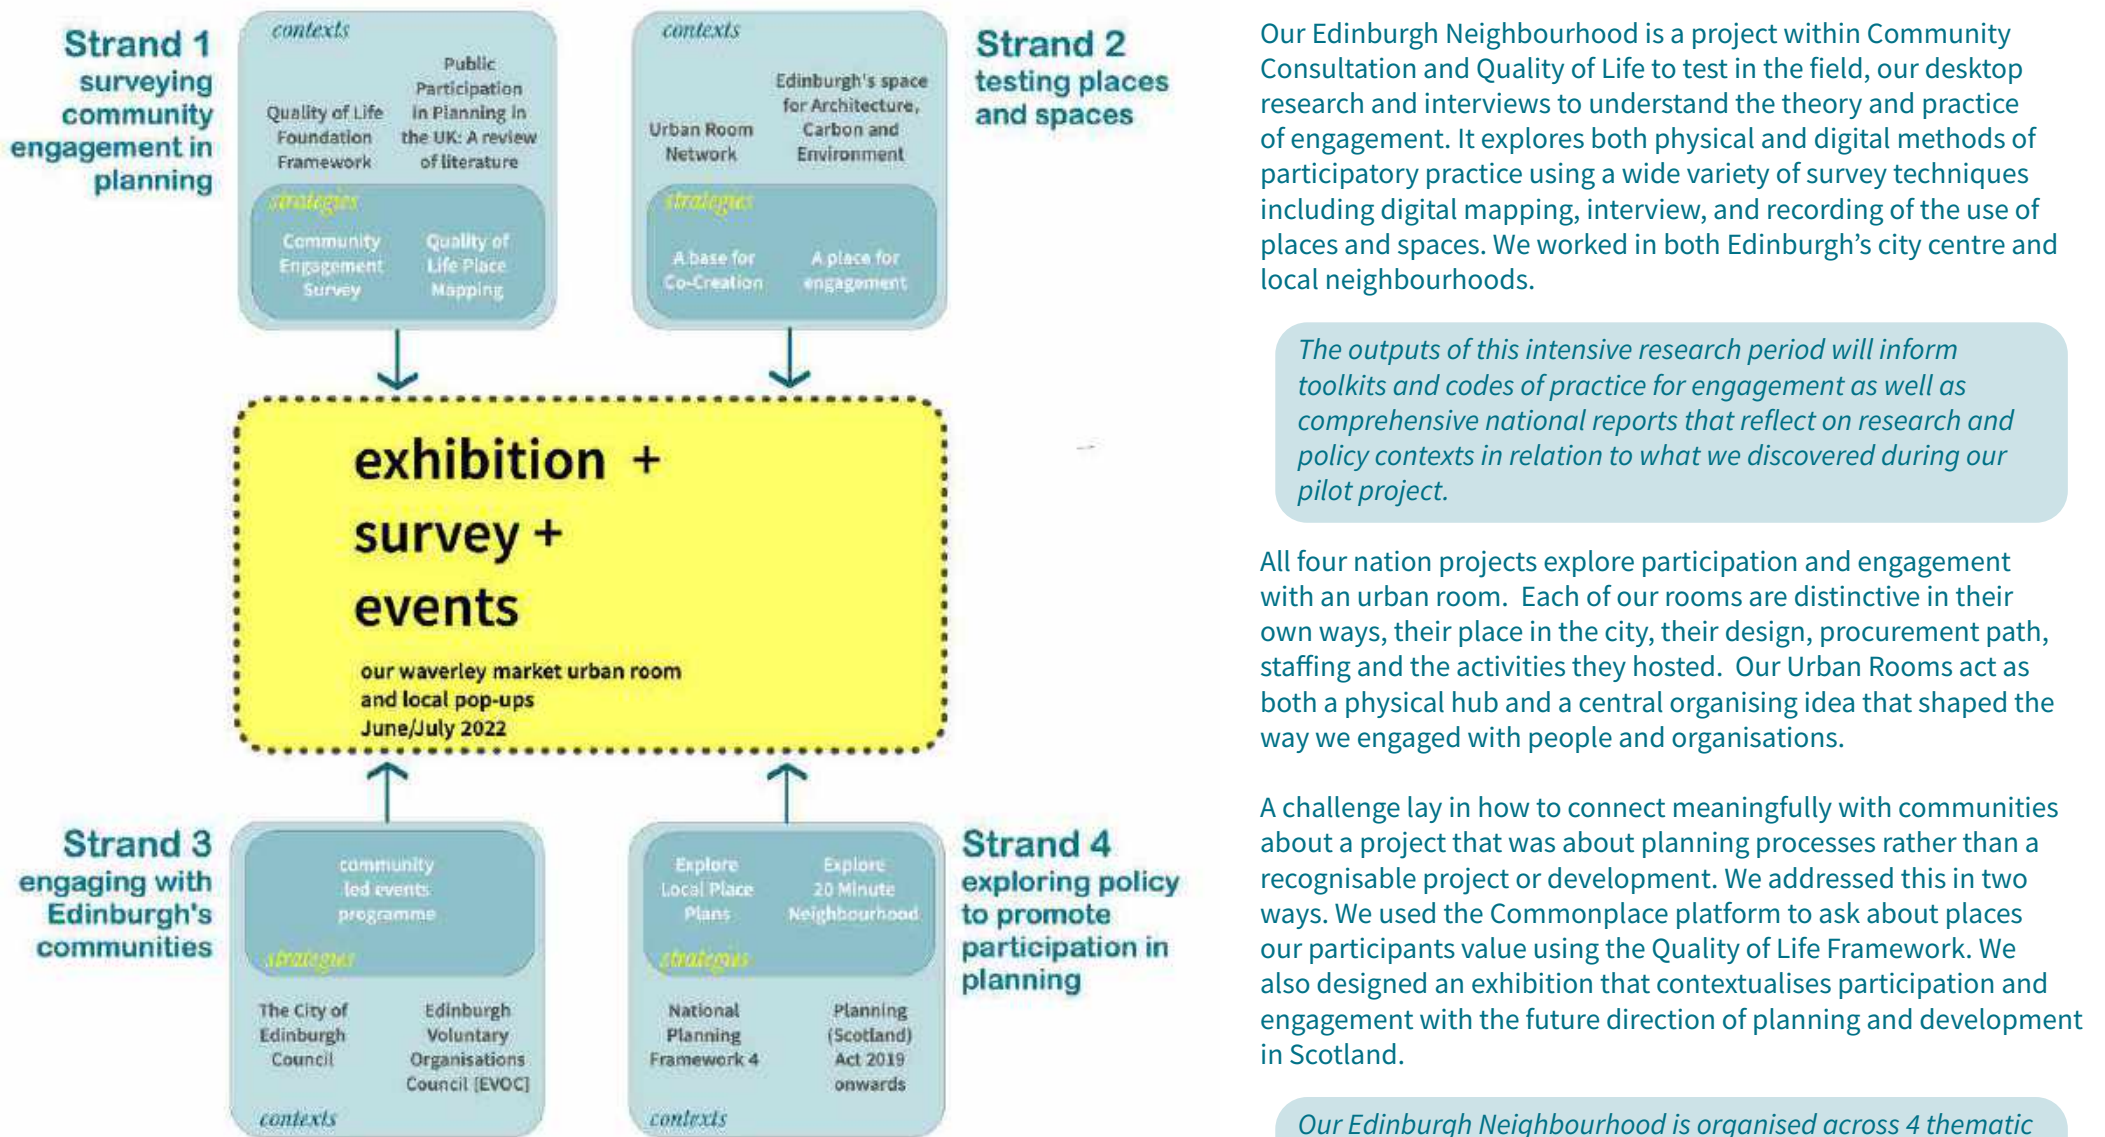 Strand 1
surveying
community
engagement in
planning
contexts
Quality of Life
Foundation
Framework
Public
Participation
in Planning in
the UK: A review
of literature
strategies
Community
Engagement
Survey
Quality of
Life Place
Mapping
contexts
Urban Room
Network
Edinburgh's space
for Architecture,
Carbon and
Environment
strategies
A base for
Co-Creation
A place for
engagement
Strand 2
testing places
and spaces
exhibition +
survey +
events
our waverley market urban room
and local pop-ups
June/July 2022
Strand 3
engaging with
Edinburgh's
communities
community
led events
programme
strategies
The City of
Edinburgh
Council
Edinburgh
Voluntary
Organisations
Council [EVOC]
contexts
Explore
Local Place
Plans
Explore
20 Minute
Neighbourhood
strategies
National
Planning
Framework 4
Planning
(Scotland)
Act 2019
onwards
contexts
Strand 4
exploring policy
to promote
participation in
planning
Our Edinburgh Neighbourhood is a project within Community
Consultation and Quality of Life to test in the field, our desktop
research and interviews to understand the theory and practice
of engagement. It explores both physical and digital methods of
participatory practice using a wide variety of survey techniques
including digital mapping, interview, and recording of the use of
places and spaces. We worked in both Edinburgh’s city centre and
local neighbourhoods.
The outputs of this intensive research period will inform
toolkits and codes of practice for engagement as well as
comprehensive national reports that reflect on research and
policy contexts in relation to what we discovered during our
pilot project.
All four nation projects explore participation and engagement
with an urban room.  Each of our rooms are distinctive in their
own ways, their place in the city, their design, procurement path,
staffing and the activities they hosted.  Our Urban Rooms act as
both a physical hub and a central organising idea that shaped the
way we engaged with people and organisations.
A challenge lay in how to connect meaningfully with communities
about a project that was about planning processes rather than a
recognisable project or development. We addressed this in two
ways. We used the Commonplace platform to ask about places
our participants value using the Quality of Life Framework. We
also designed an exhibition that contextualises participation and
engagement with the future direction of planning and development
in Scotland.
Our Edinburgh Neighbourhood is organised across 4 thematic